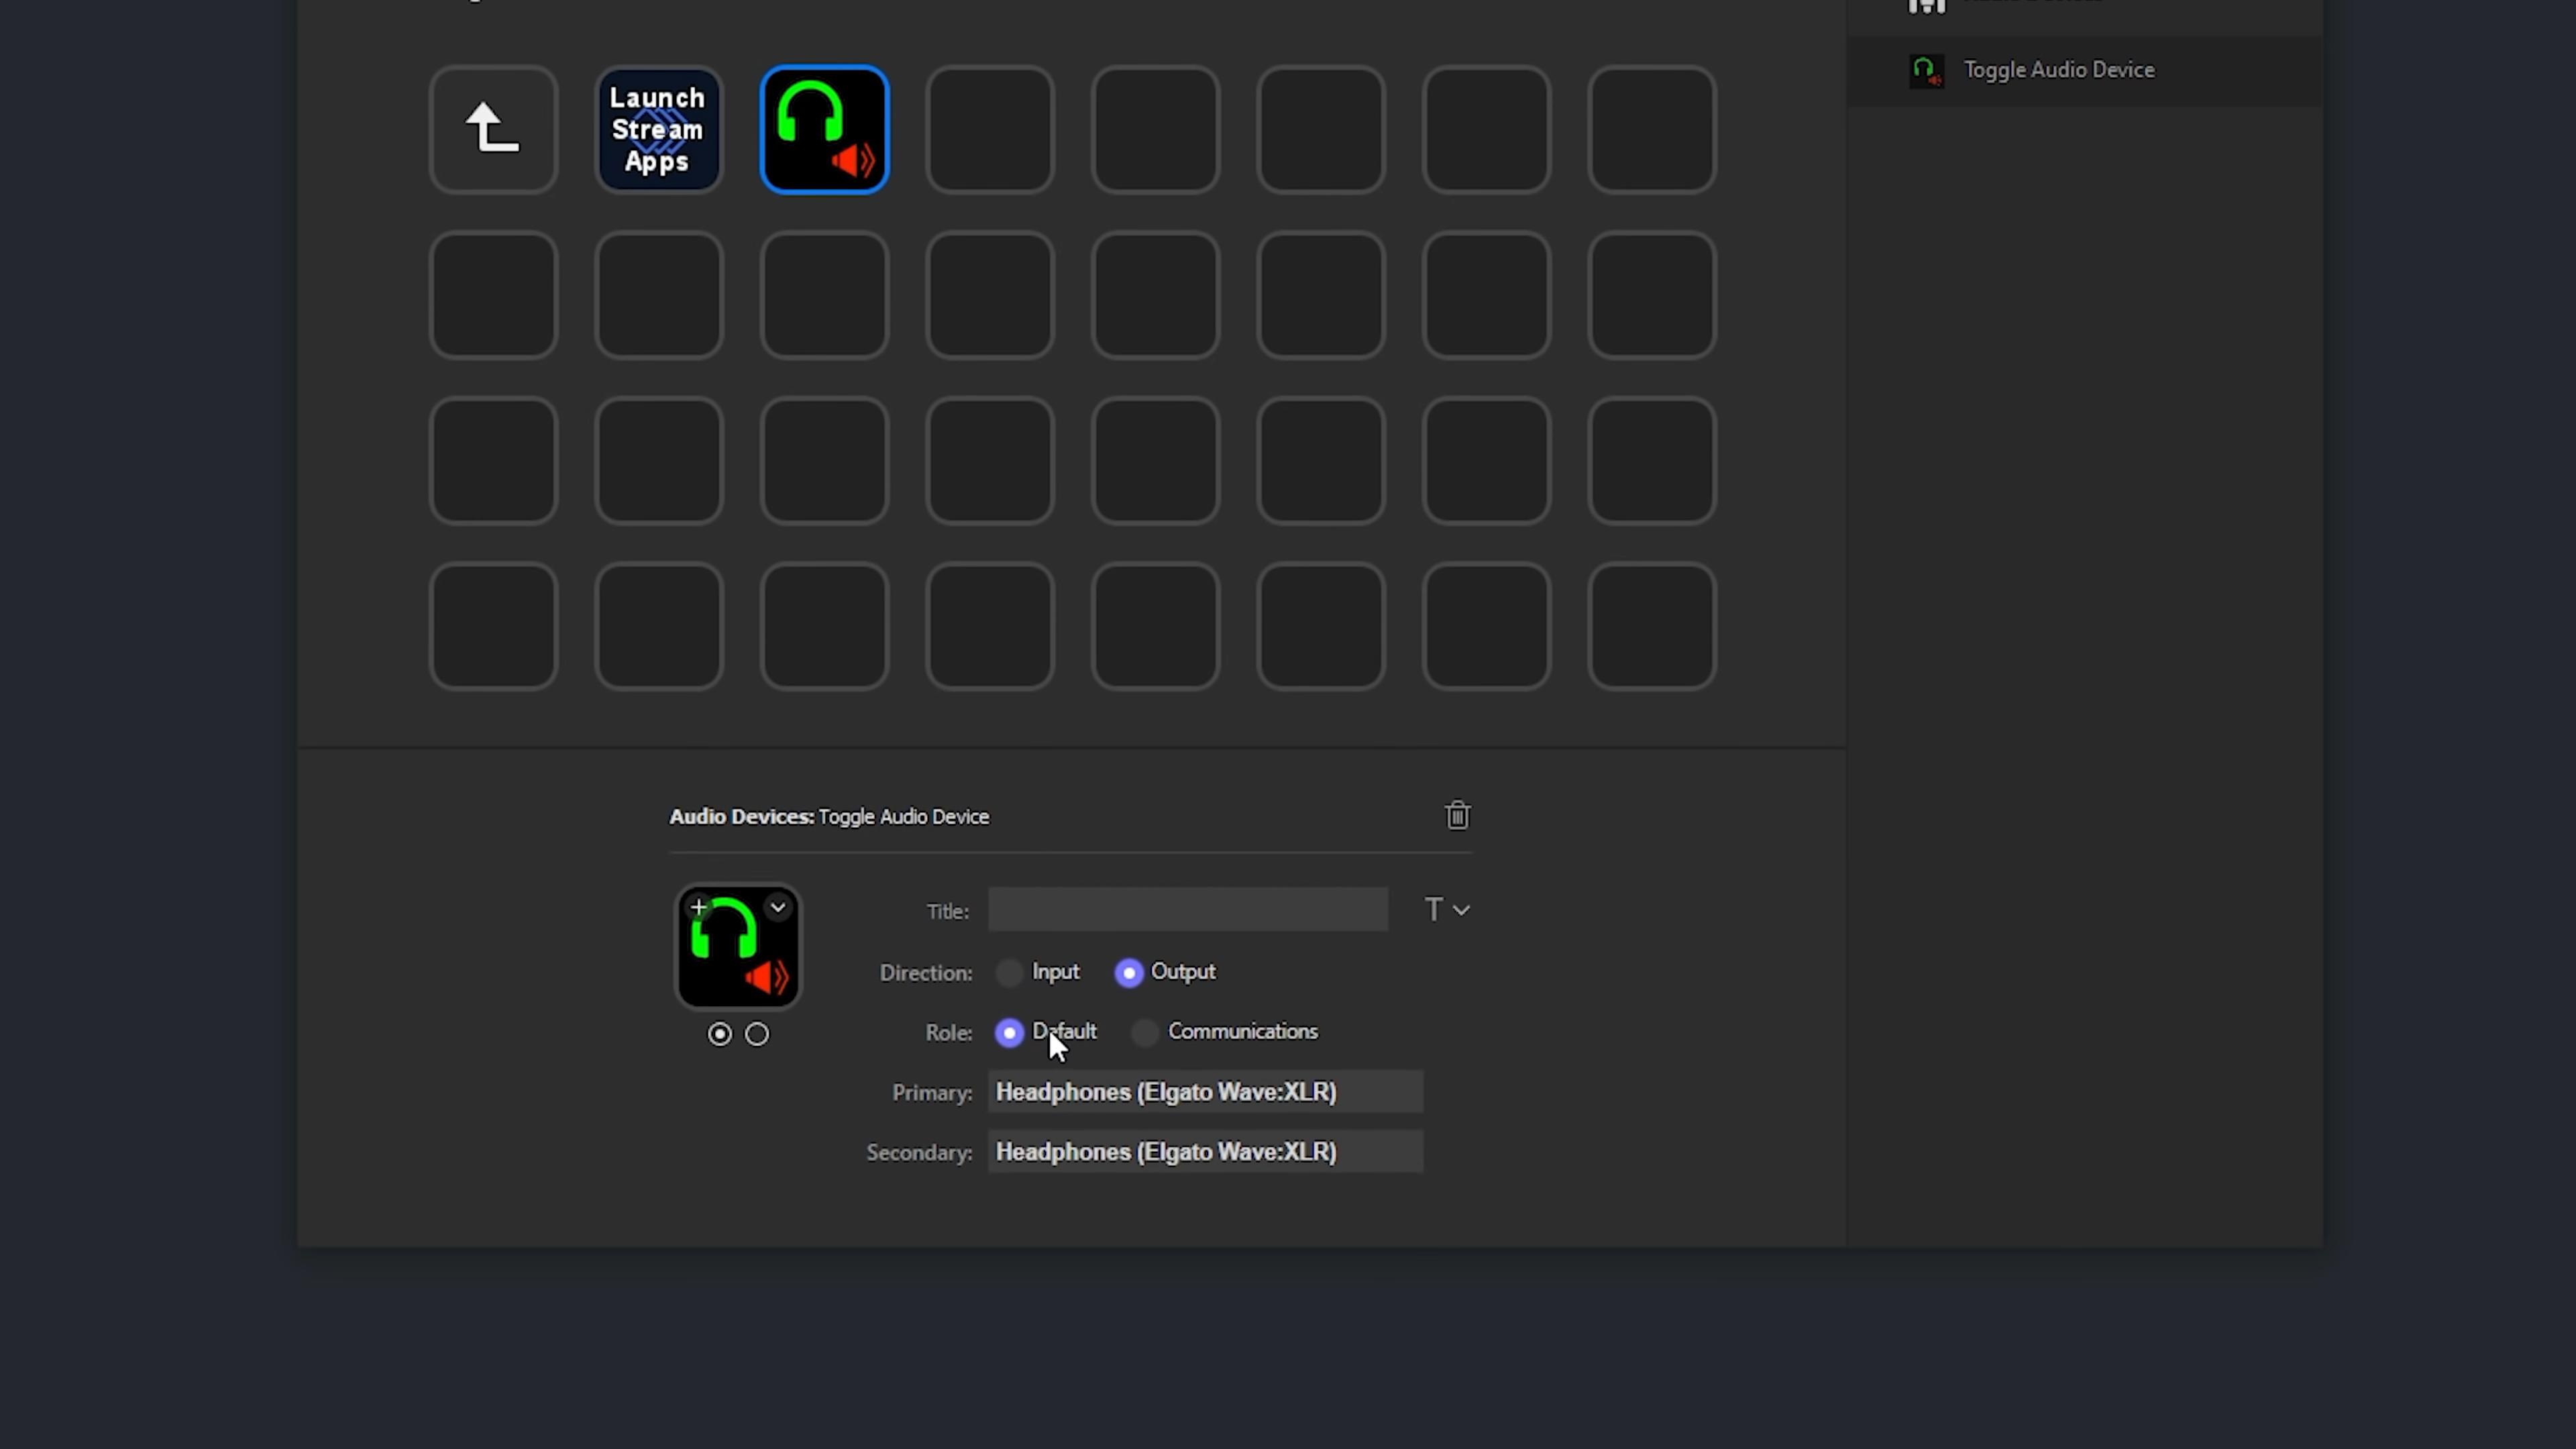 Toggle Audio Device
Launch
Stream
Apps
Audio Devices: Toggle Audio Device
Title:
T
Direction: Input Output
Role: Default Communications
Primary: Headphones (Elgato Wave:XLR)
Secondary: Headphones (Elgato Wave:XLR)